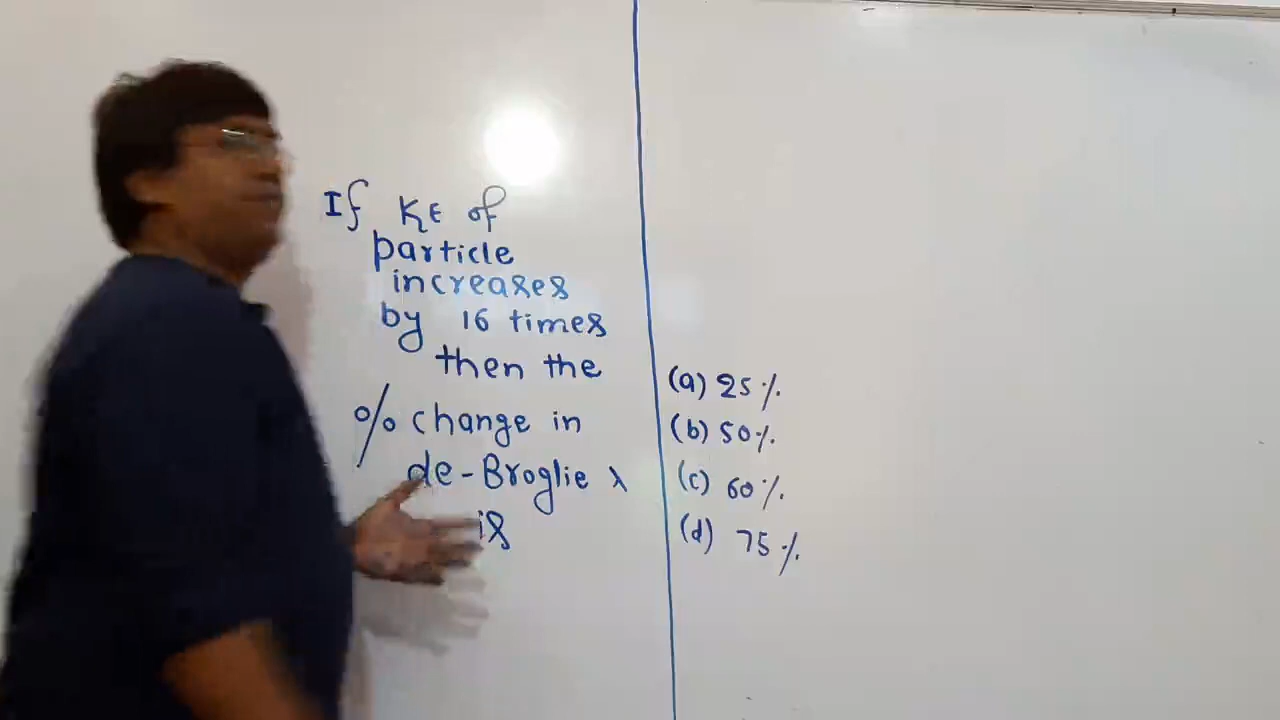 If KE of
particle
increases
by 16 times
then the
% change in
de-Broglie λ
is
(a) 25%
(b) 50%
(c) 60%
(d) 75%